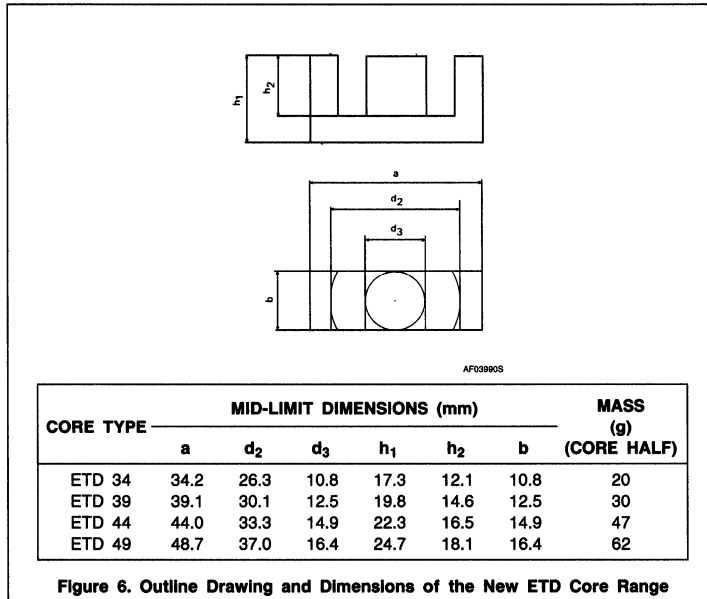 h₁
h₂
a
d₂
d₃
b
AF03990S
CORE TYPE MID-LIMIT DIMENSIONS (mm) MASS (g) (CORE HALF)
a d₂ d₃ h₁ h₂ b
ETD 34 34.2 26.3 10.8 17.3 12.1 10.8 20
ETD 39 39.1 30.1 12.5 19.8 14.6 12.5 30
ETD 44 44.0 33.3 14.9 22.3 16.5 14.9 47
ETD 49 48.7 37.0 16.4 24.7 18.1 16.4 62
Figure 6. Outline Drawing and Dimensions of the New ETD Core Range